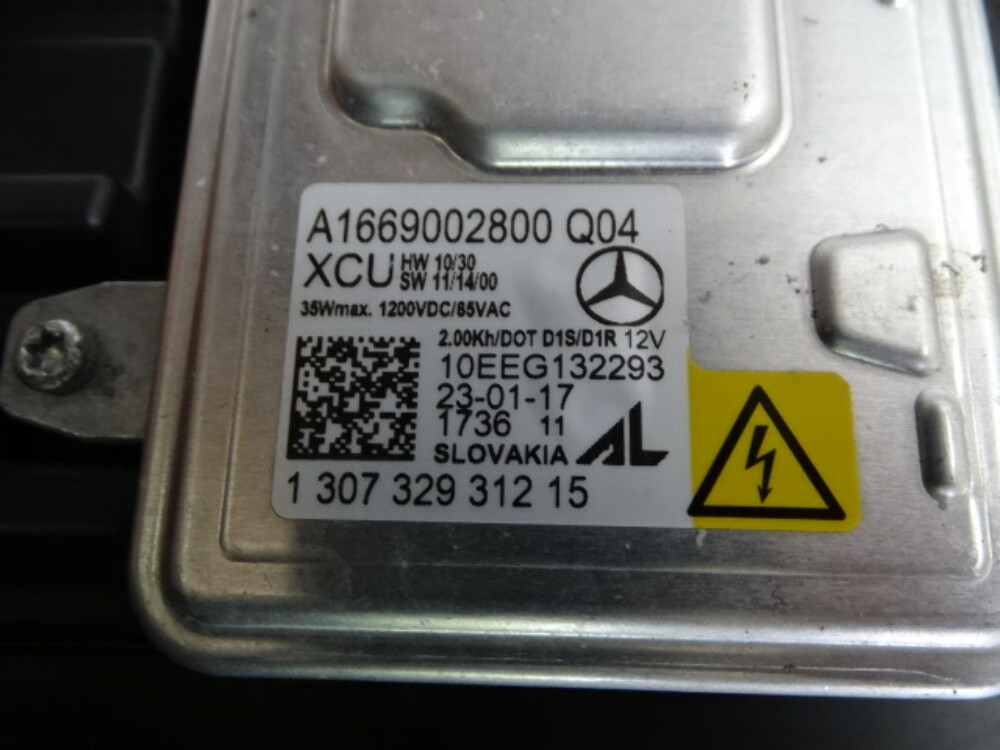 A1669002800 Q04
XCU HW 10/30
SW 11/14/00
35Wmax. 1200VDC/85VAC
2.00Kh/DOT D1S/D1R 12V
10EEG132293
23-01-17
1736 11
SLOVAKIA AL
1 307 329 312 15